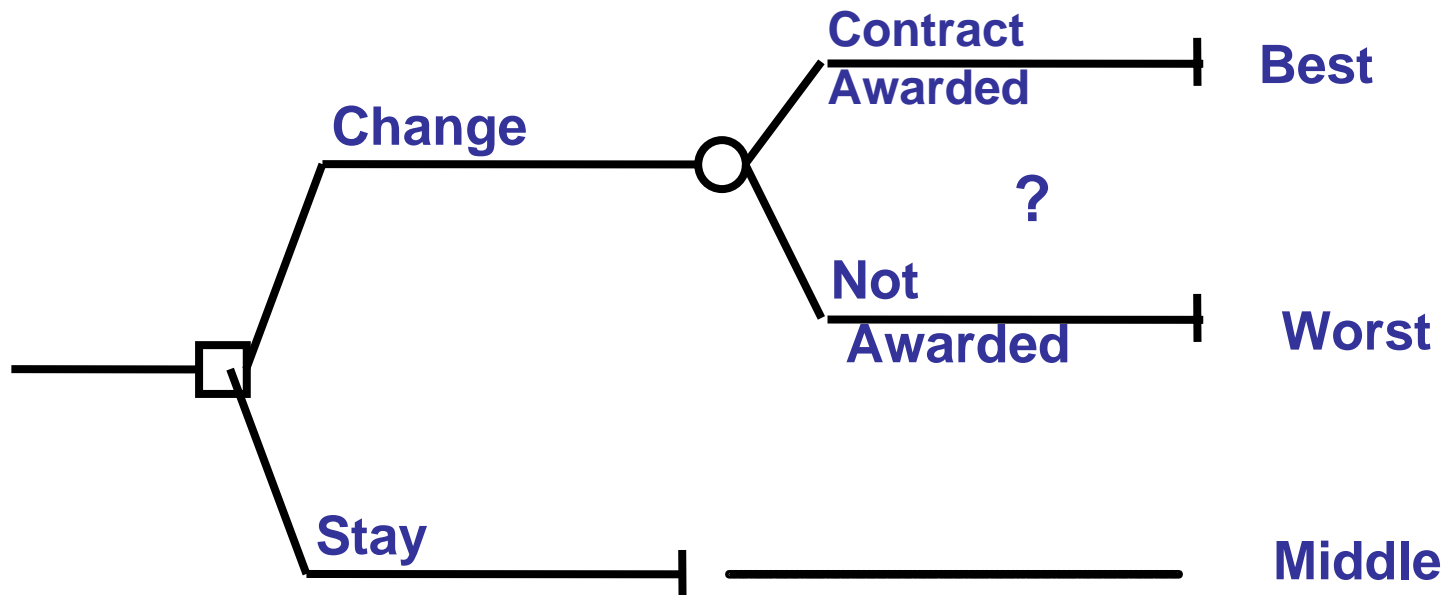 Contract
Awarded
Best
Change
?
Not
Awarded
Worst
Stay
Middle